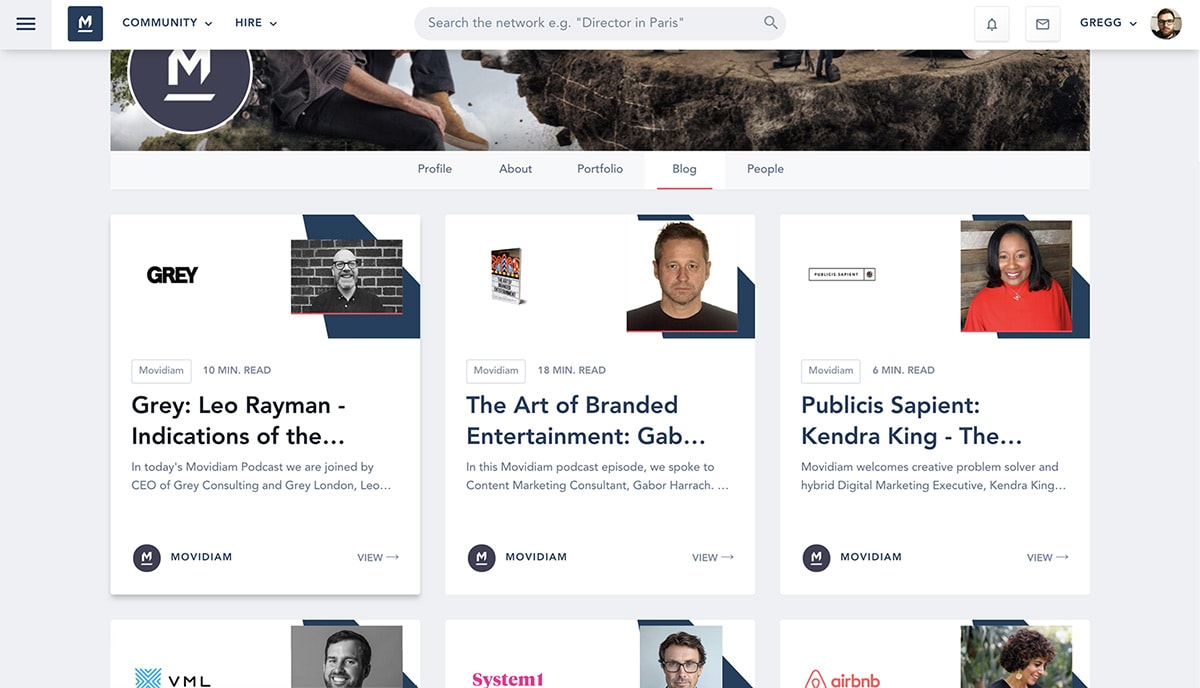 COMMUNITY HIRE Search the network e.g. "Director in Paris" GREGG
Profile About Portfolio Blog People
GREY
THE ART OF BRANDED ENTERTAINMENT
PUBLICIS.SAPIENT
Movidiam 10 MIN. READ
Grey: Leo Rayman -
Indications of the...
In today's Movidiam Podcast we are joined by
CEO of Grey Consulting and Grey London, Leo...
MOVIDIAM VIEW
Movidiam 18 MIN. READ
The Art of Branded
Entertainment: Gab...
In this Movidiam podcast episode, we spoke to
Content Marketing Consultant, Gabor Harrach. ...
MOVIDIAM VIEW
Movidiam 6 MIN. READ
Publicis Sapient:
Kendra King - The...
Movidiam welcomes creative problem solver and
hybrid Digital Marketing Executive, Kendra King...
MOVIDIAM VIEW
VML
System1
airbnb